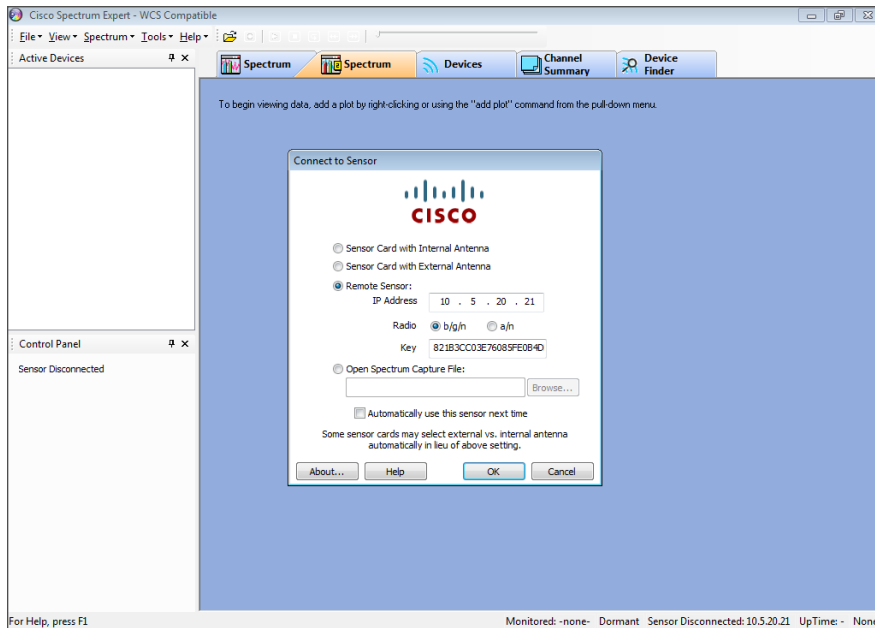 Cisco Spectrum Expert - WCS Compatible
File View Spectrum Tools Help
Active Devices
Spectrum
2 Spectrum
Devices
Channel Summary
Device Finder
To begin viewing data, add a plot by right-clicking or using the "add plot" command from the pull-down menu.
Connect to Sensor
CISCO
Sensor Card with Internal Antenna
Sensor Card with External Antenna
Remote Sensor:
IP Address 10 . 5 . 20 . 21
Radio b/g/n a/n
Key 821B3CC03E76085FE0B4D
Open Spectrum Capture File:
Browse...
Automatically use this sensor next time
Some sensor cards may select external vs. internal antenna
automatically in lieu of above setting.
About... Help OK Cancel
Control Panel
Sensor Disconnected
For Help, press F1
Monitored: -none- Dormant Sensor Disconnected: 10.5.20.21 UpTime: - None